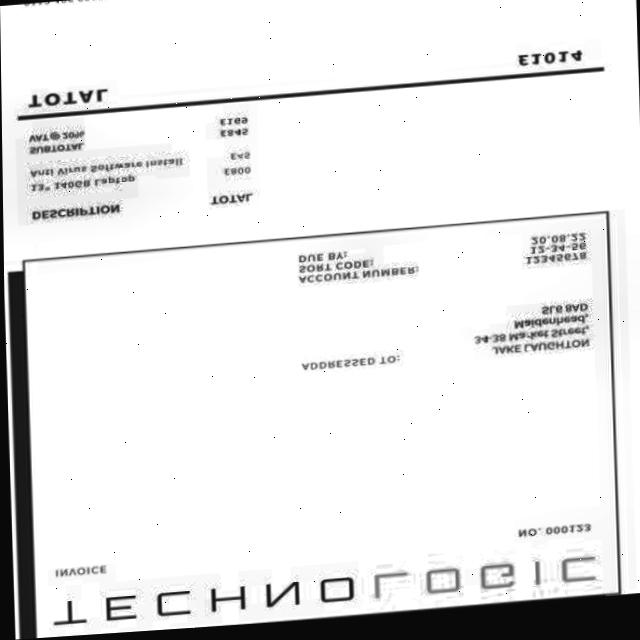 TECHNOLOGIC
INVOICE
NO. 000123
ADDRESSED TO:
JAKE LAUGHTON
34-38 Market Street,
Maidenhead,
SL6 8AD
ACCOUNT NUMBER: 12345678
SORT CODE: 12-34-56
DUE BY: 20.08.22
DESCRIPTION TOTAL
13" 140GB Laptop £800
Anti Virus Software Install £45
SUBTOTAL £845
VAT@ 20% £169
TOTAL £1014